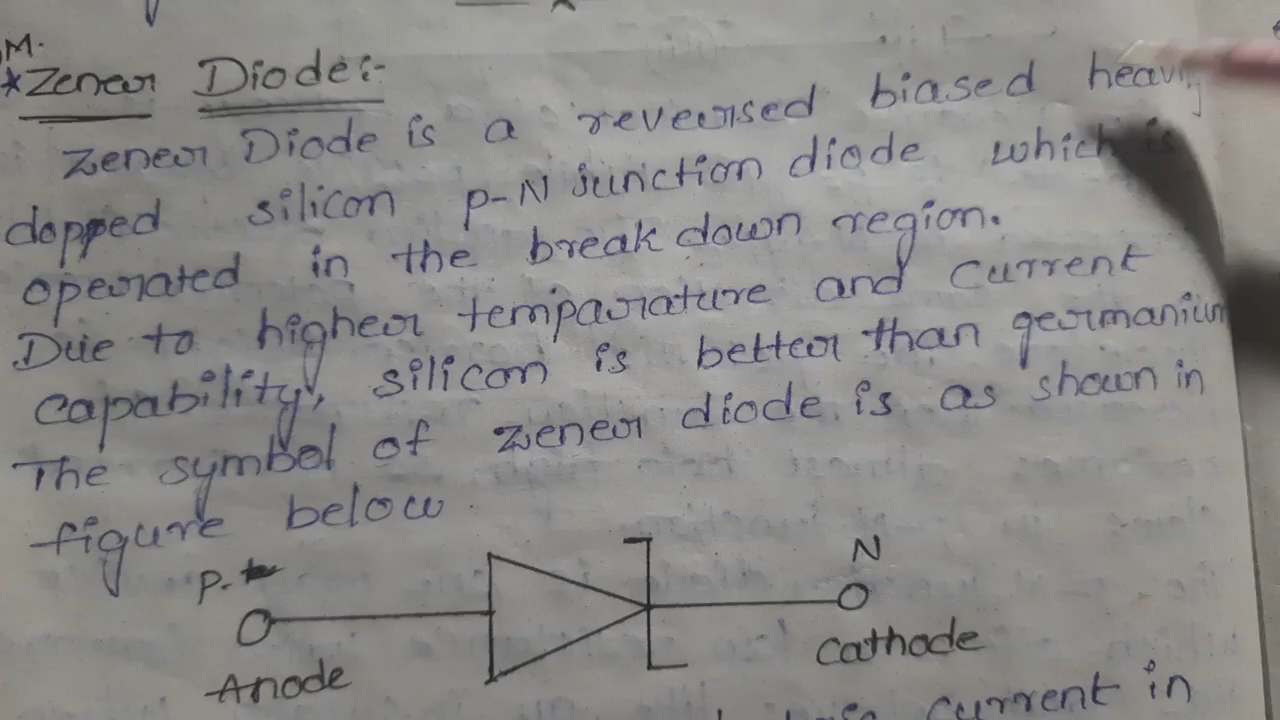 M.
*Zener Diode:-
Zener Diode is a reversed biased heavy
dopped silicon P-N junction diode which is
operated in the break down region.
Due to higher temparature and current
capability, silicon is better than germanium
The symbol of zener diode is as shown in
figure below.
P- N
Anode Cathode
current in